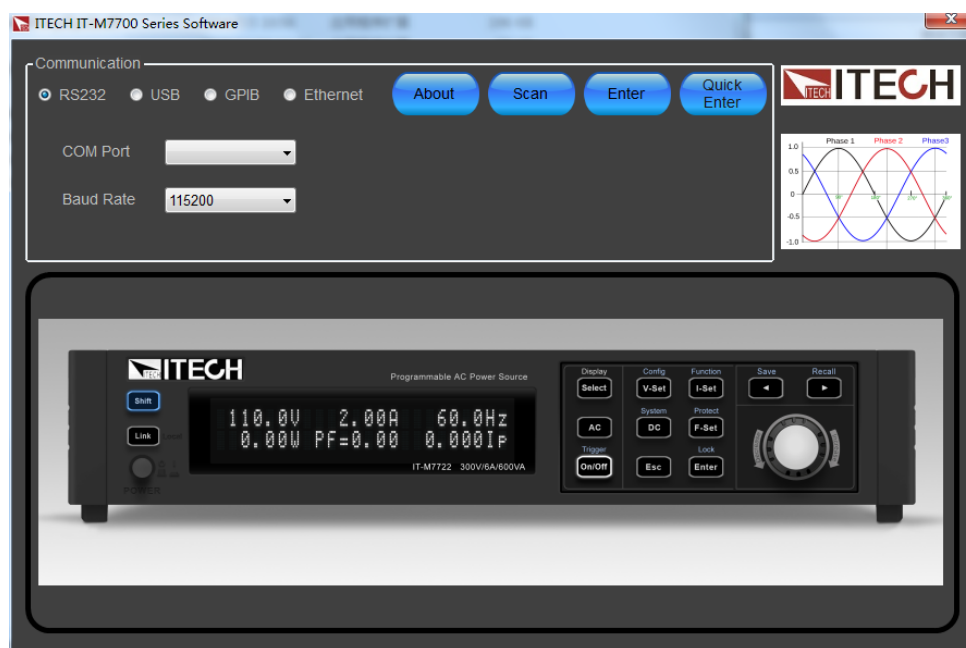 ITECH IT-M7700 Series Software
Communication
RS232 USB GPIB Ethernet
About
Scan
Enter
Quick
Enter
COM Port
Baud Rate 115200
ITECH
ITECH
Phase 1 Phase 2 Phase3
1.0
0.5
0
-0.5
-1.0
ITECH
ITECH
Programmable AC Power Source
Shift
Link
POWER
110.0V 2.00A 60.0Hz
0.00W PF=0.00 0.000Ip
IT-M7722 300V/6A/600VA
Display Config Function Save Recall
Select V-Set I-Set
System Protect
AC DC F-Set
Trigger Lock
On/Off Esc Enter